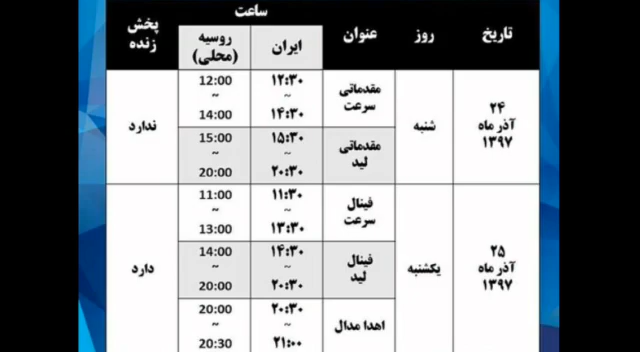 تاریخ
روز
عنوان
ساعت
ایران
روسیه
(محلی)
پخش
زنده
۲۴
آذر ماه
۱۳۹۷
شنبه
مقدماتی
سرعت
۱۲:۳۰
~
۱۴:۳۰
12:00
~
14:00
ندارد
مقدماتی
لید
۱۵:۳۰
~
۲۰:۳۰
15:00
~
20:00
۲۵
آذر ماه
۱۳۹۷
یکشنبه
فینال
سرعت
۱۱:۳۰
~
۱۳:۳۰
11:00
~
13:00
دارد
فینال
لید
۱۴:۳۰
~
۲۰:۳۰
14:00
~
20:00
اهدا مدال
۲۰:۳۰
~
۲۱:۰۰
20:00
~
20:30